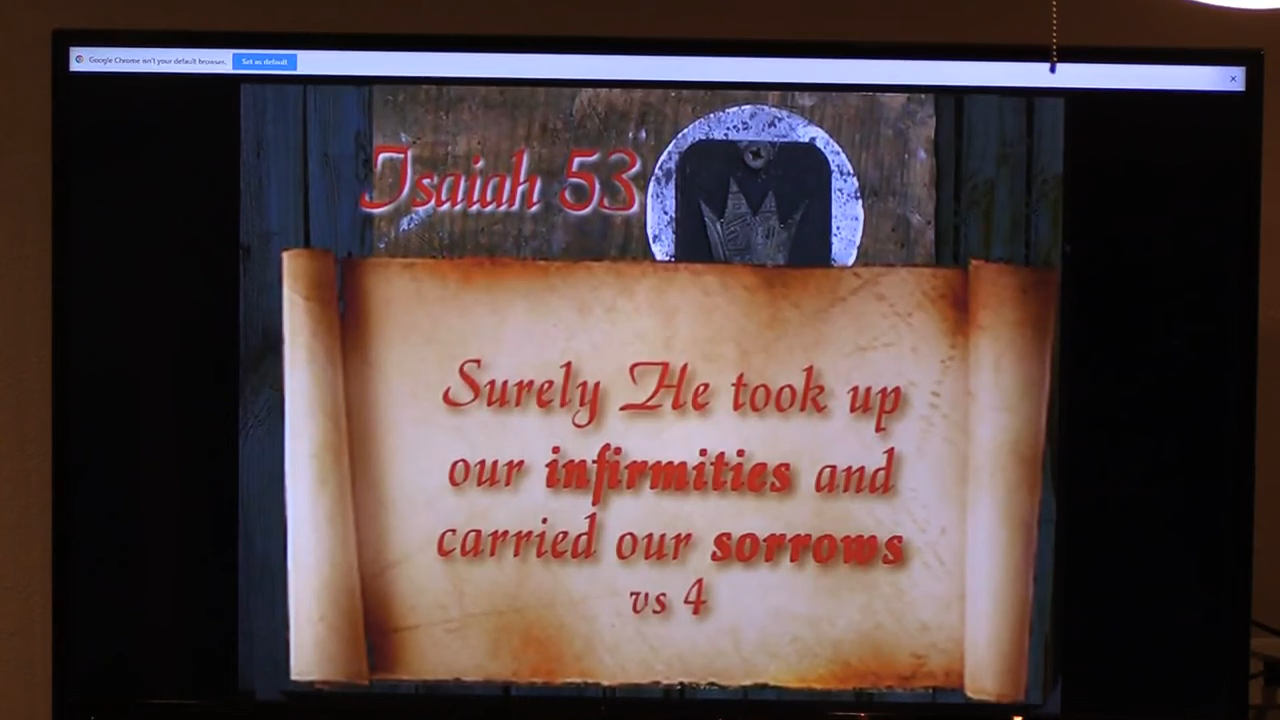 Google Chrome isn't your default browser. Set as default
Isaiah 53
Surely He took up
our infirmities and
carried our sorrows
vs 4